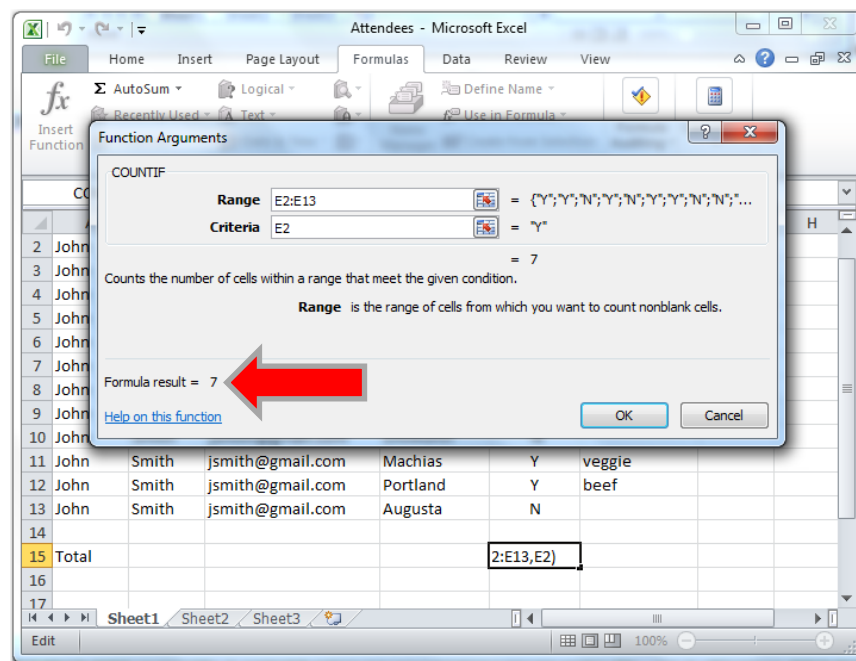 Attendees - Microsoft Excel
File Home Insert Page Layout Formulas Data Review View
Σ AutoSum Logical Define Name
fx Recently Used Text Use in Formula
Insert
Function
Function Arguments
COUNTIF
Range E2:E13 = {"Y";"Y";"N";"Y";"N";"Y";"Y";"N";"N";"...
Criteria E2 = "Y"
= 7
Counts the number of cells within a range that meet the given condition.
Range is the range of cells from which you want to count nonblank cells.
Formula result = 7
Help on this function
OK Cancel
H
2 John
3 John
4 John
5 John
6 John
7 John
8 John
9 John
10 John
11 John Smith jsmith@gmail.com Machias Y veggie
12 John Smith jsmith@gmail.com Portland Y beef
13 John Smith jsmith@gmail.com Augusta N
14
15 Total 2:E13,E2)
16
17
Sheet1 Sheet2 Sheet3
Edit 100%